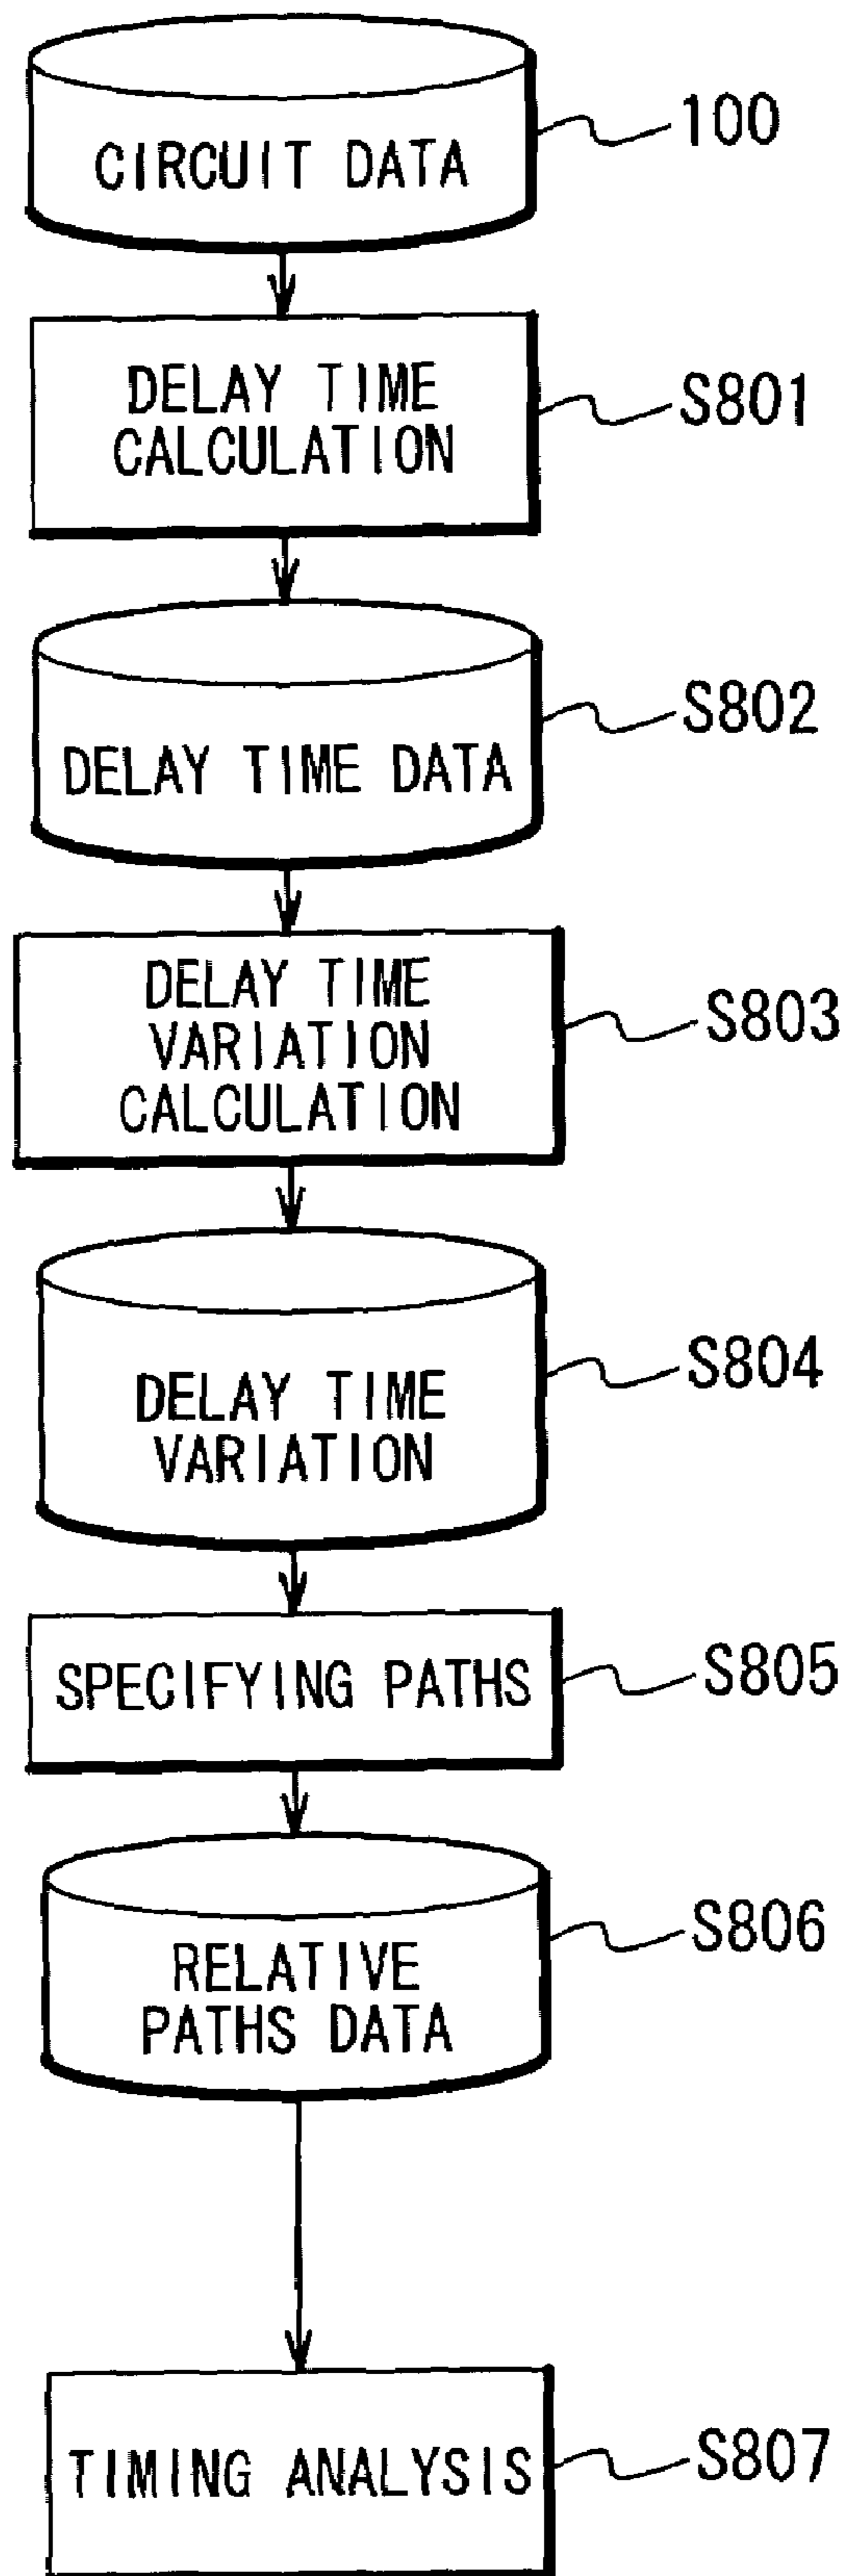 CIRCUIT DATA
100
DELAY TIME
CALCULATION
S801
DELAY TIME DATA
S802
DELAY TIME
VARIATION
CALCULATION
S803
DELAY TIME
VARIATION
S804
SPECIFYING PATHS
S805
RELATIVE
PATHS DATA
S806
TIMING ANALYSIS
S807